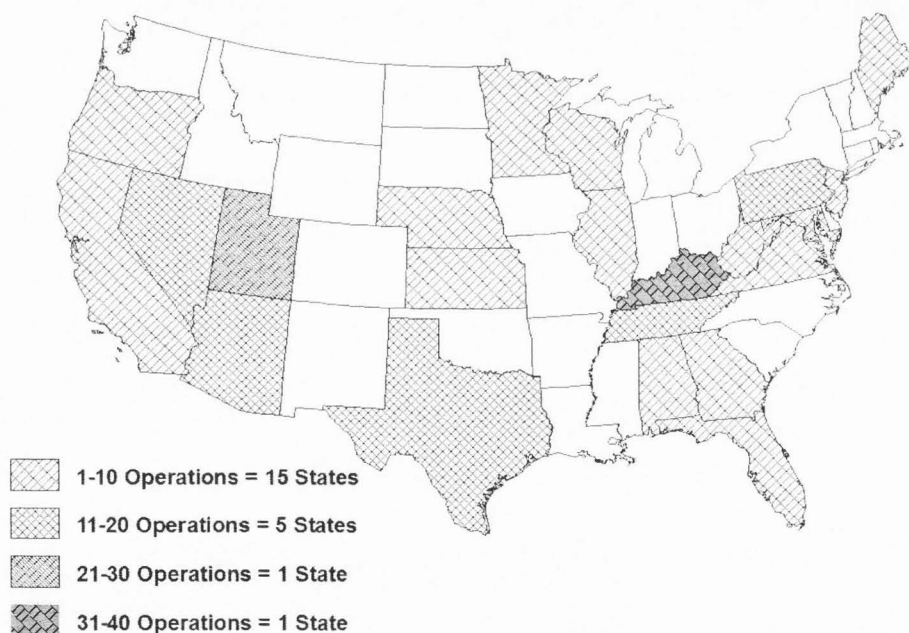 1-10 Operations = 15 States
11-20 Operations = 5 States
21-30 Operations = 1 State
31-40 Operations = 1 State